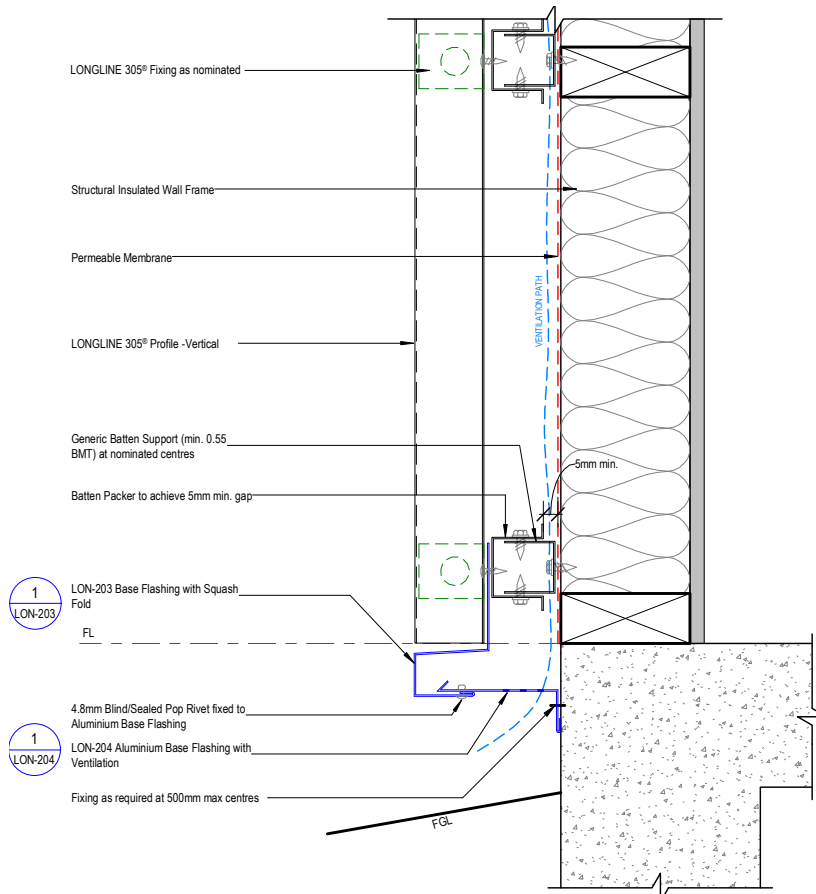 LONGLINE 305® Fixing as nominated
Structural Insulated Wall Frame
Permeable Membrane
VENTILATION PATH
LONGLINE 305® Profile -Vertical
Generic Batten Support (min. 0.55
BMT) at nominated centres
5mm min.
Batten Packer to achieve 5mm min. gap
1
LON-203
LON-203 Base Flashing with Squash
Fold
FL
4.8mm Blind/Sealed Pop Rivet fixed to
Aluminium Base Flashing
1
LON-204
LON-204 Aluminium Base Flashing with
Ventilation
Fixing as required at 500mm max centres
FGL